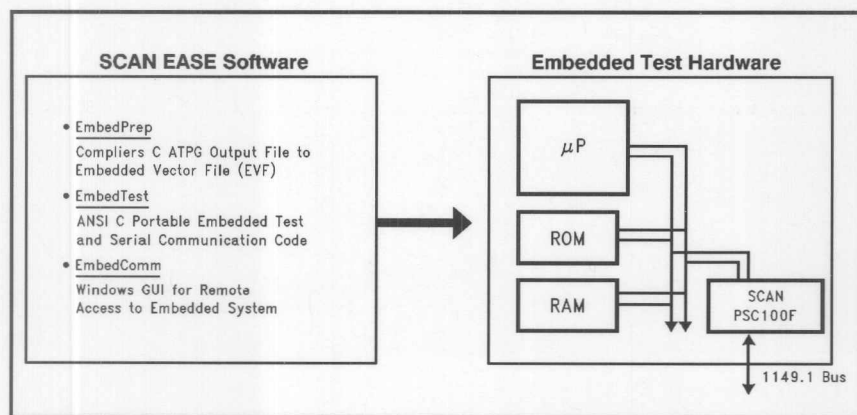 SCAN EASE Software
• EmbedPrep
Compliers C ATPG Output File to
Embedded Vector File (EVF)
• EmbedTest
ANSI C Portable Embedded Test
and Serial Communication Code
• EmbedComm
Windows GUI for Remote
Access to Embedded System
Embedded Test Hardware
μP
ROM
RAM
SCAN
PSC100F
1149.1 Bus